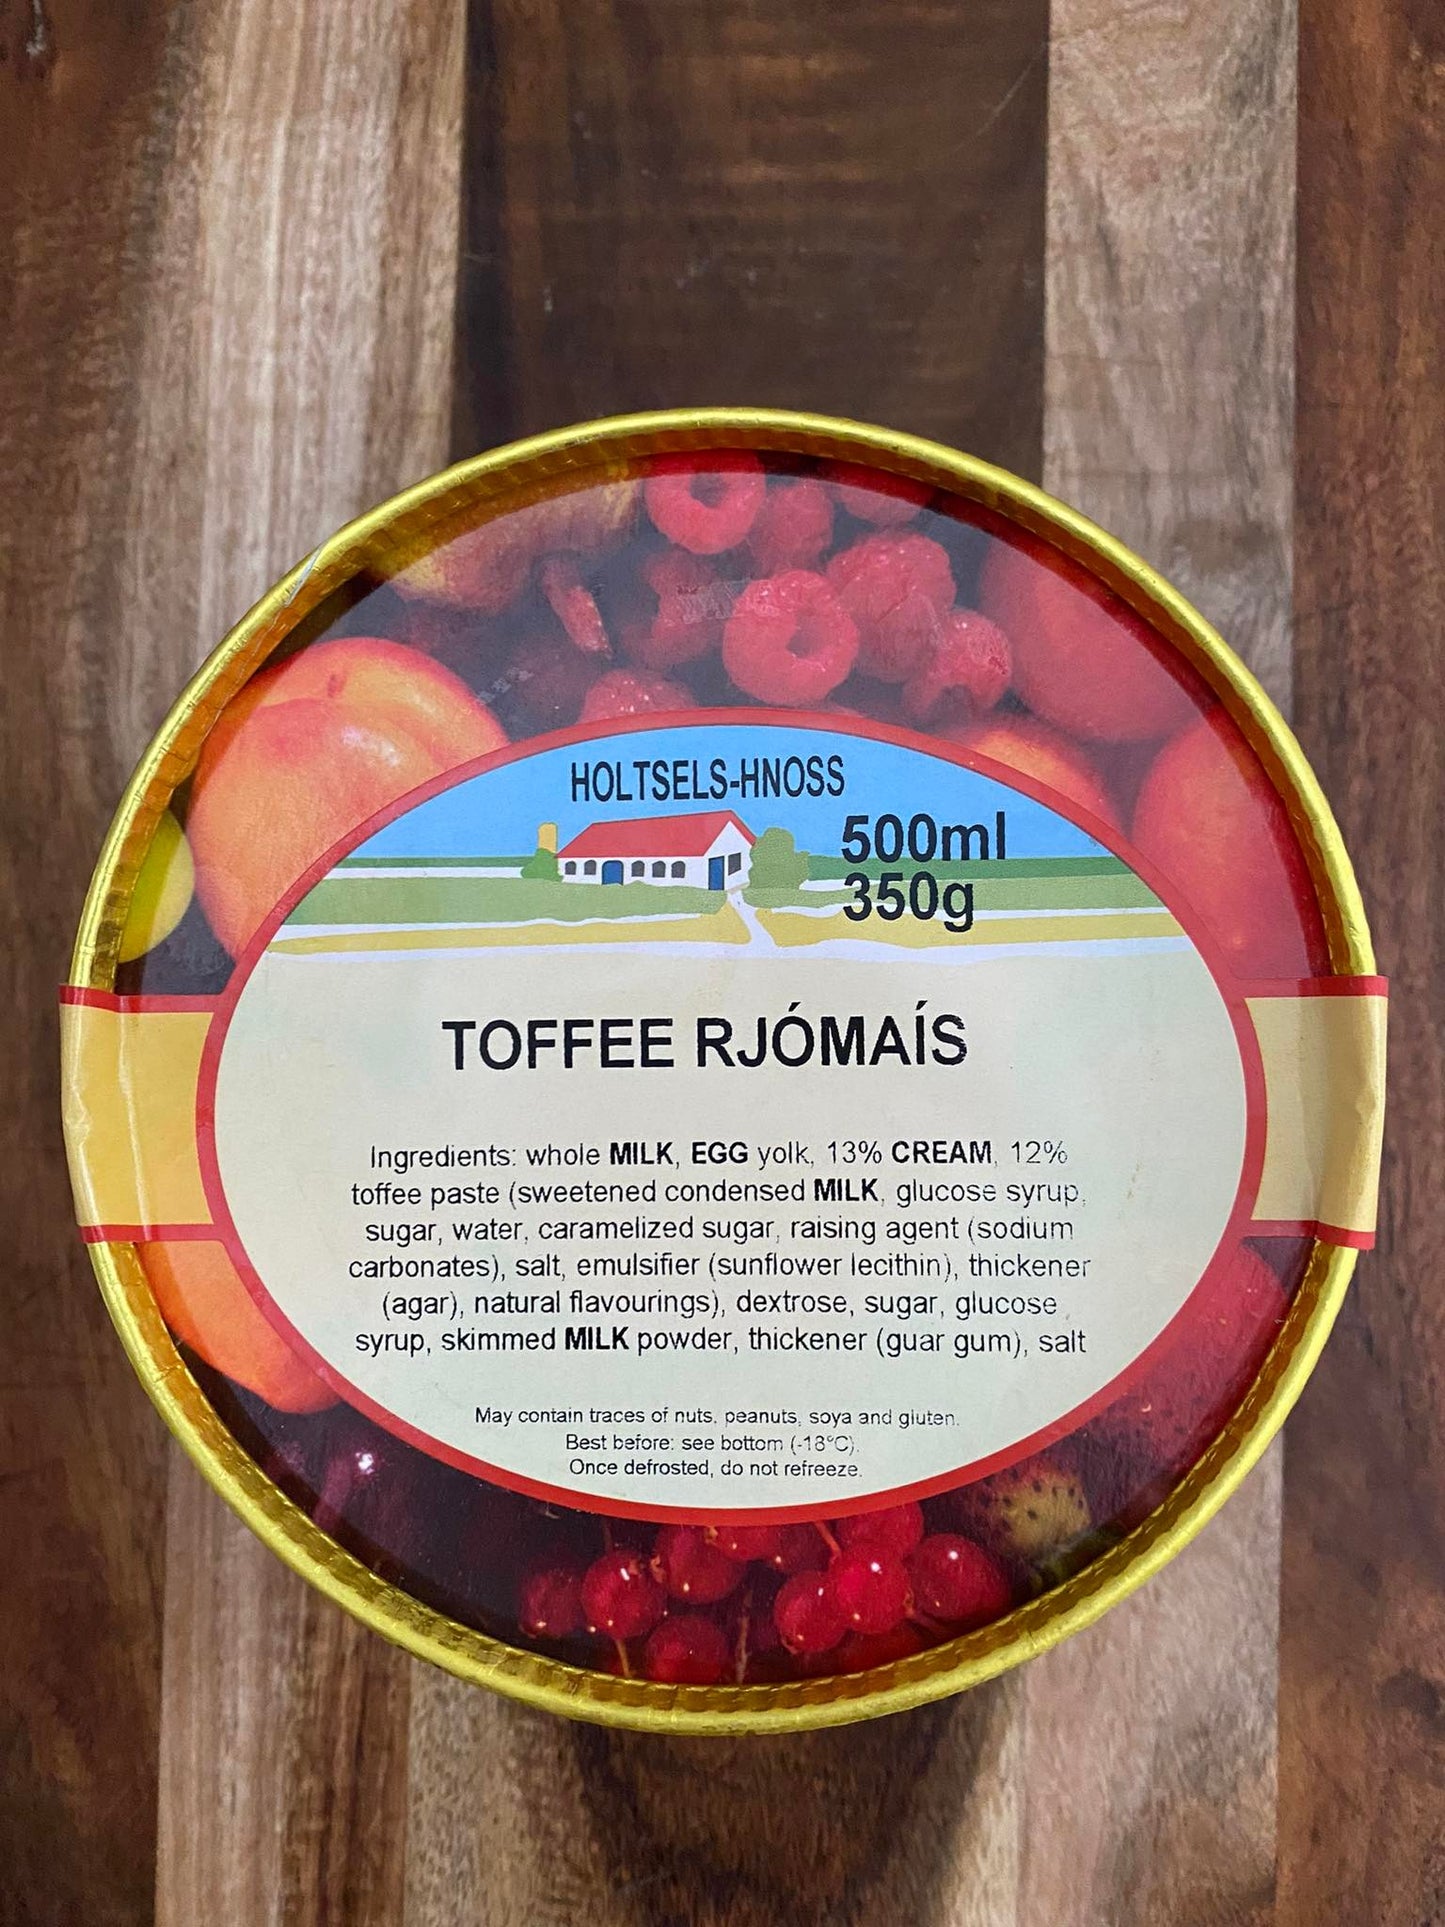 HOLTSELS-HNOSS
500ml
350g
TOFFEE RJÓMAÍS
Ingredients: whole MILK, EGG yolk, 13% CREAM, 12%
toffee paste (sweetened condensed MILK, glucose syrup,
sugar, water, caramelized sugar, raising agent (sodium
carbonates), salt, emulsifier (sunflower lecithin), thickener
(agar), natural flavourings), dextrose, sugar, glucose
syrup, skimmed MILK powder, thickener (guar gum), salt
May contain traces of nuts, peanuts, soya and gluten.
Best before: see bottom (-18°C).
Once defrosted, do not refreeze.